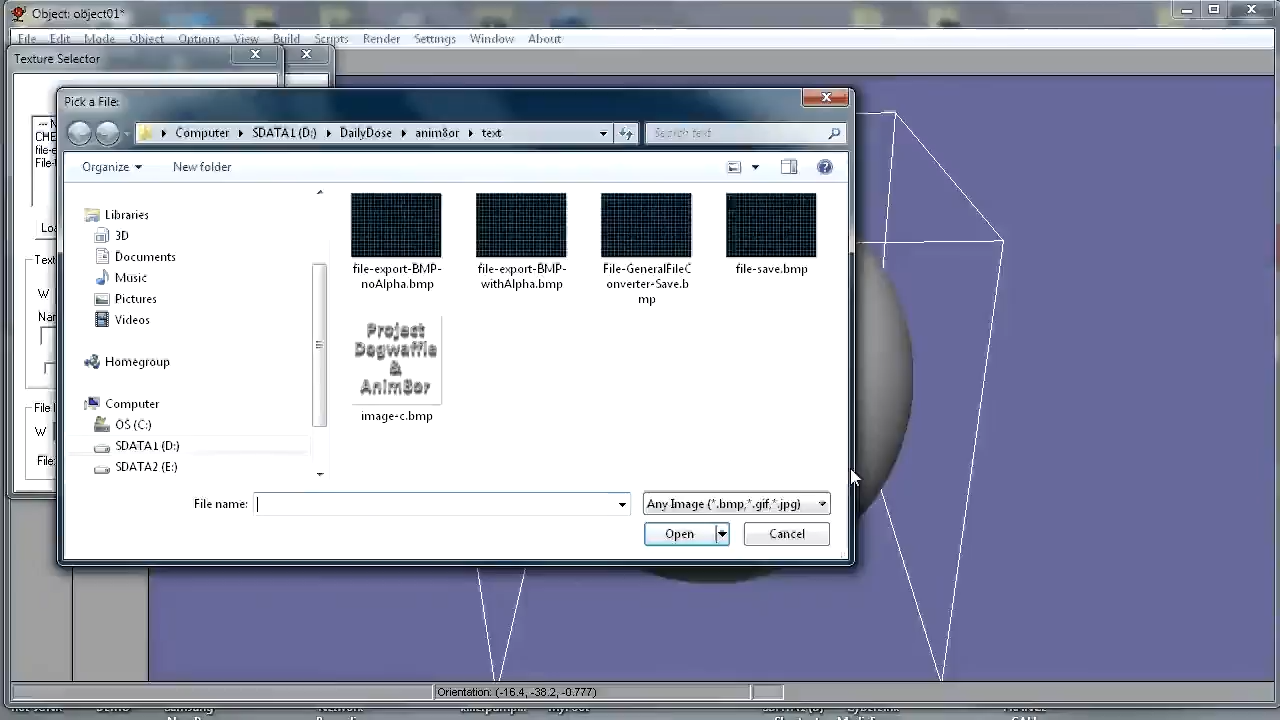 Object: object01*
File Edit Mode Object Options View Build Scripts Render Settings Window About
Texture Selector
Pick a File:
Computer SDATA1 (D:) DailyDose anim8or text
Search text
Organize New folder
Libraries
3D
Documents
Music
Pictures
Videos
Homegroup
Computer
OS (C:)
SDATA1 (D:)
SDATA2 (E:)
file-export-BMP-
noAlpha.bmp
file-export-BMP-
withAlpha.bmp
File-GeneralFileC
onverter-Save.b
mp
file-save.bmp
Project
Dogwaffle
&
Anim8or
image-c.bmp
File name:
Any Image (*.bmp,*.gif,*.jpg)
Open Cancel
Orientation: (-16.4, -38.2, -0.777)